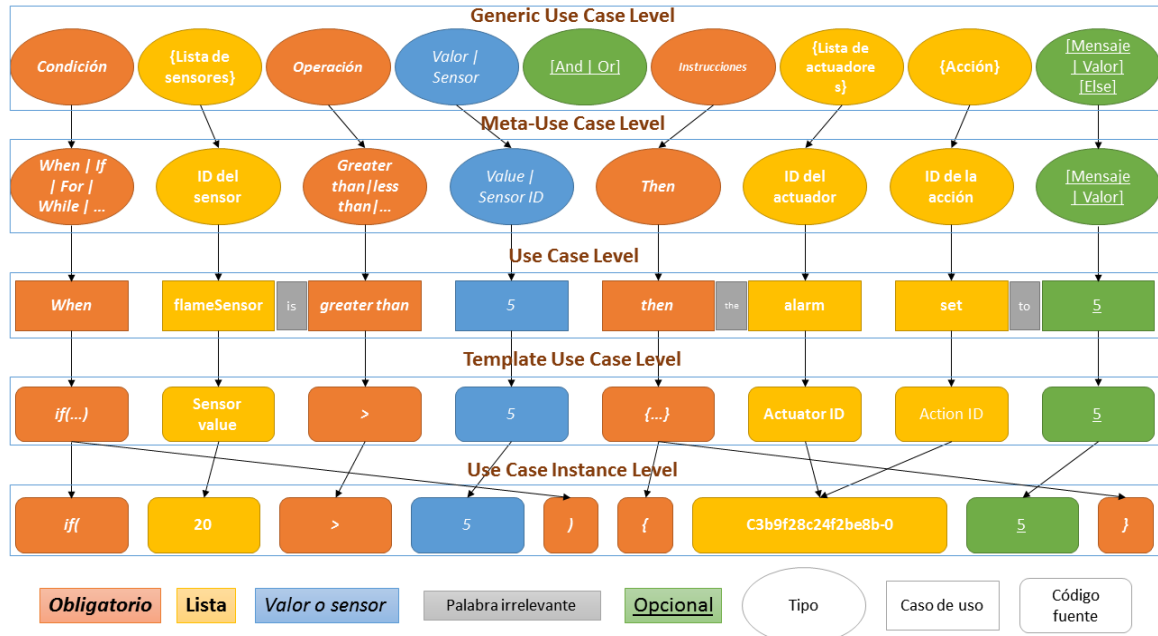 Generic Use Case Level
Condición
{Lista de
sensores}
Operación
Valor |
Sensor
[And | Or]
Instrucciones
{Lista de
actuadore
s}
{Acción}
[Mensaje
| Valor]
[Else]
Meta-Use Case Level
When | If
| For |
While | ...
ID del
sensor
Greater
than|less
than|...
Value |
Sensor ID
Then
ID del
actuador
ID de la
acción
[Mensaje
| Valor]
Use Case Level
When
flameSensor
is
greater than
5
then
the
alarm
set
to
5
Template Use Case Level
if(...)
Sensor
value
>
5
{...}
Actuator ID
Action ID
5
Use Case Instance Level
if(
20
>
5
)
{
C3b9f28c24f2be8b-0
5
}
Obligatorio
Lista
Valor o sensor
Palabra irrelevante
Opcional
Tipo
Caso de uso
Código
fuente